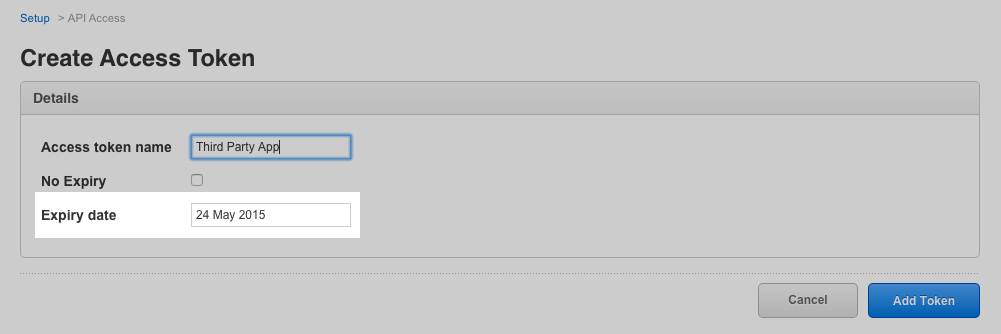 Setup > API Access
Create Access Token
Details
Access token name Third Party App
No Expiry
Expiry date 24 May 2015
Cancel Add Token